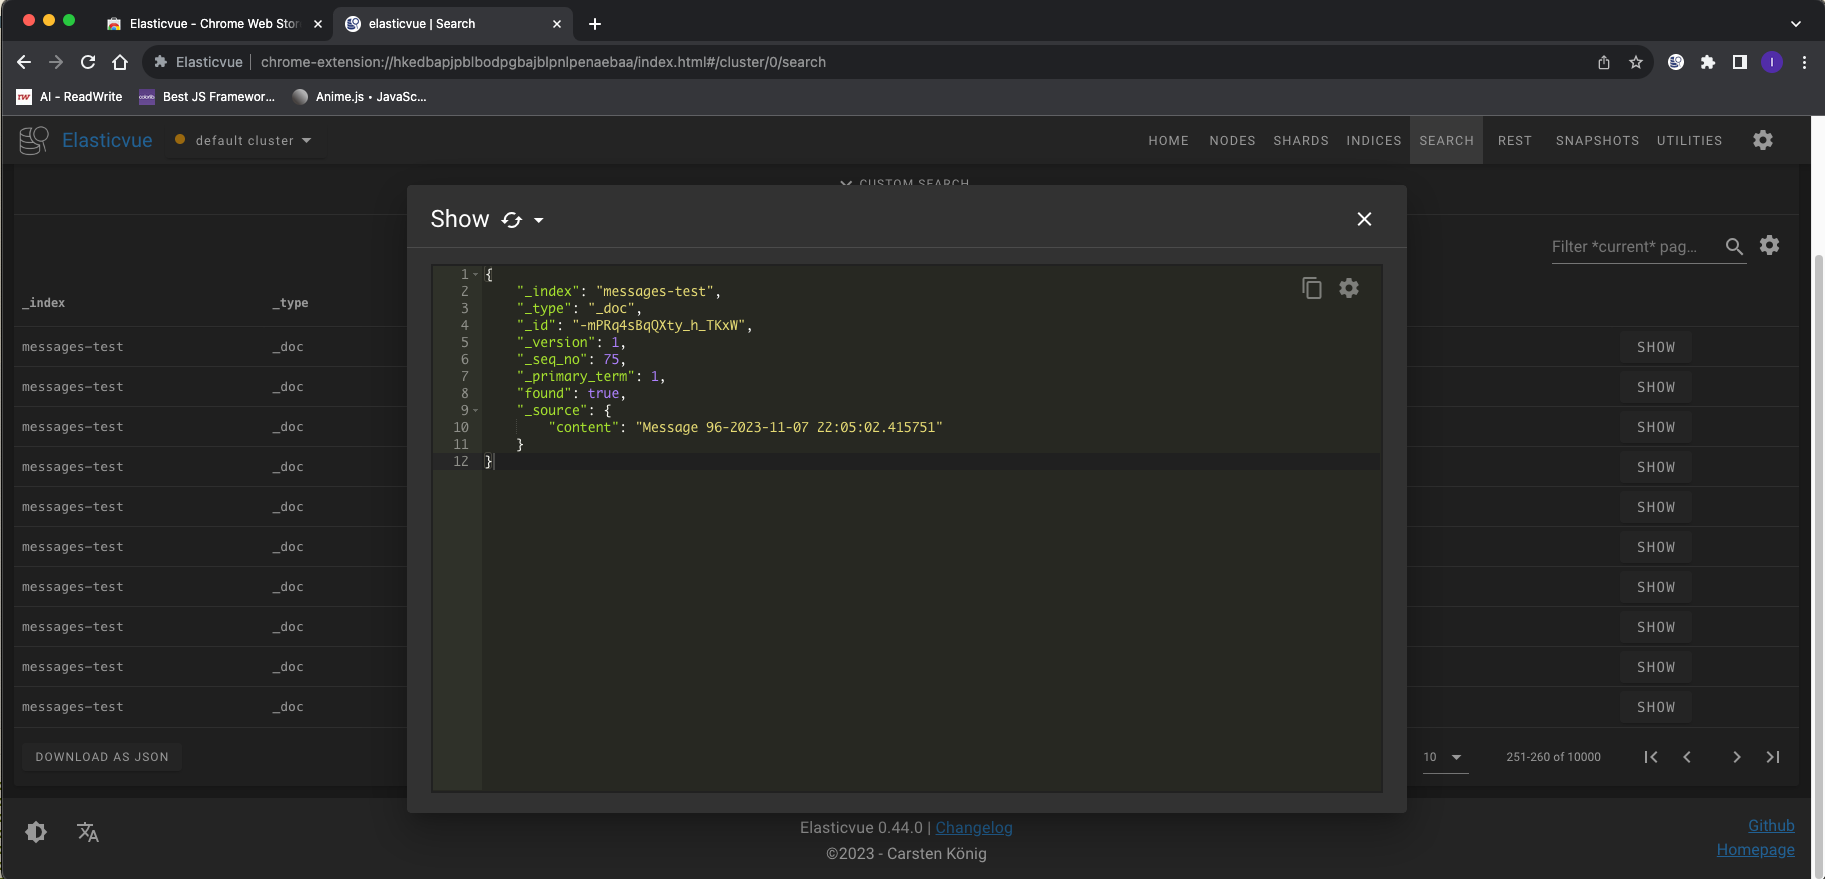 Elasticvue - Chrome Web Stor
elasticvue | Search
Elasticvue | chrome-extension://hkedbapjpblbodpgbajblpnlpenaebaa/index.html#/cluster/0/search
I
AI - ReadWrite
Best JS Framewor...
Anime.js • JavaSc...
Elasticvue
default cluster
HOME NODES SHARDS INDICES SEARCH REST SNAPSHOTS UTILITIES
CUSTOM SEARCH
Show
Filter *current* pag...
_index _type
messages-test _doc SHOW
messages-test _doc SHOW
messages-test _doc SHOW
messages-test _doc SHOW
messages-test _doc SHOW
messages-test _doc SHOW
messages-test _doc SHOW
messages-test _doc SHOW
messages-test _doc SHOW
messages-test _doc SHOW
1 {
2 "_index": "messages-test",
3 "_type": "_doc",
4 "_id": "-mPRq4sBqQXty_h_TKxW",
5 "_version": 1,
6 "_seq_no": 75,
7 "_primary_term": 1,
8 "found": true,
9 "_source": {
10 "content": "Message 96-2023-11-07 22:05:02.415751"
11 }
12 }
DOWNLOAD AS JSON
10 251-260 of 10000
Elasticvue 0.44.0 | Changelog
©2023 - Carsten König
Github
Homepage